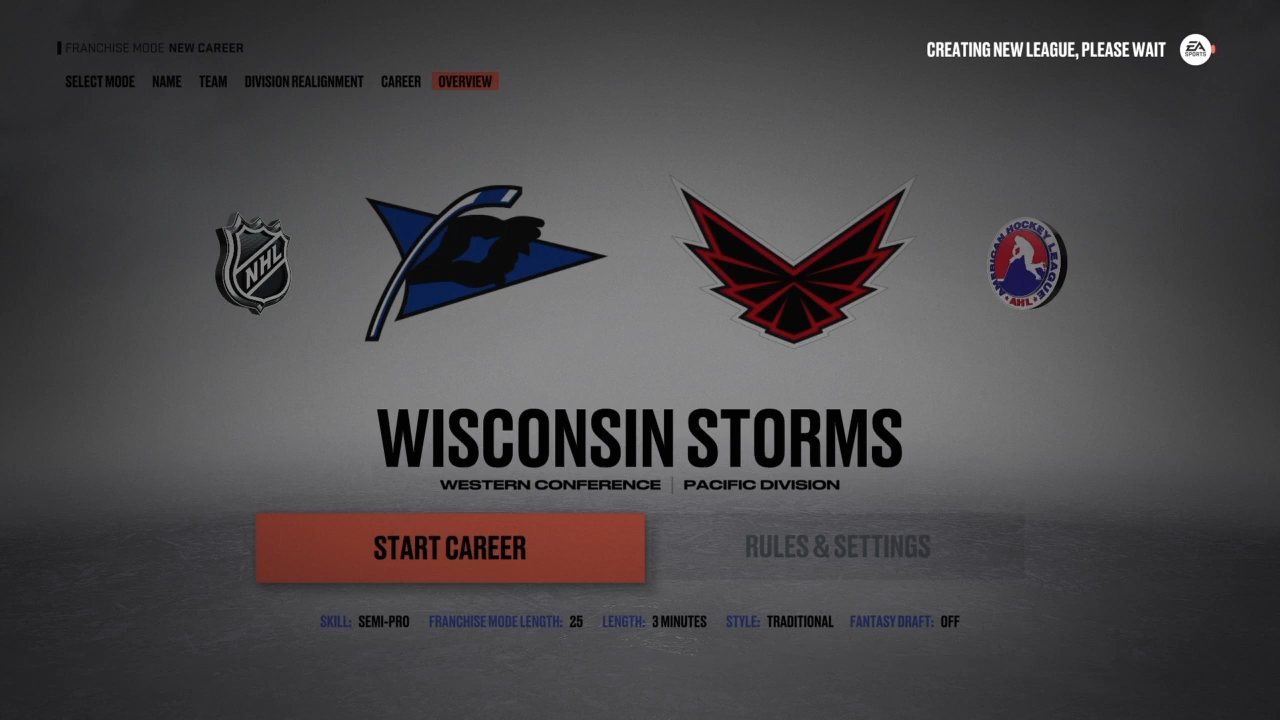 FRANCHISE MODE NEW CAREER
CREATING NEW LEAGUE, PLEASE WAIT
EA SPORTS
SELECT MODE NAME TEAM DIVISION REALIGNMENT CAREER OVERVIEW
NHL
AMERICAN HOCKEY LEAGUE
AHL
WISCONSIN STORMS
WESTERN CONFERENCE | PACIFIC DIVISION
START CAREER
RULES & SETTINGS
SKILL: SEMI-PRO FRANCHISE MODE LENGTH: 25 LENGTH: 3 MINUTES STYLE: TRADITIONAL FANTASY DRAFT: OFF